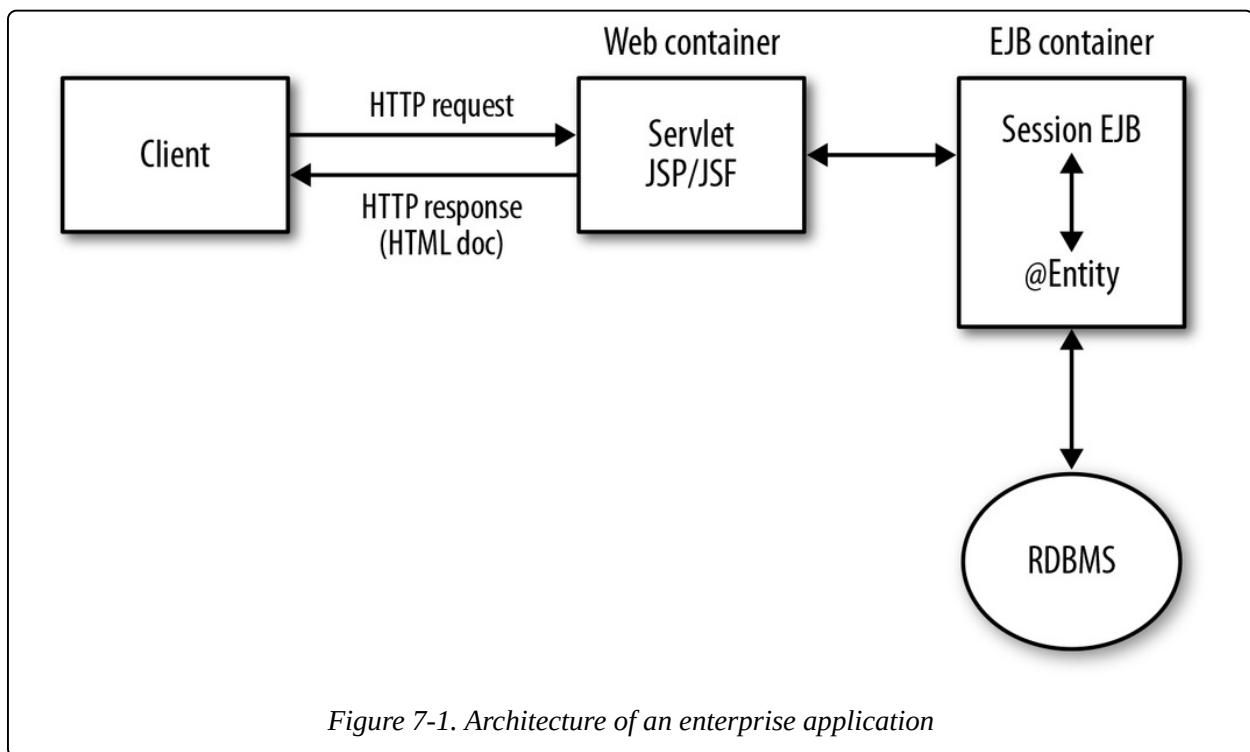 Web container
EJB container
Client
HTTP request
HTTP response
(HTML doc)
Servlet
JSP/JSF
Session EJB
@Entity
RDBMS
Figure 7-1. Architecture of an enterprise application